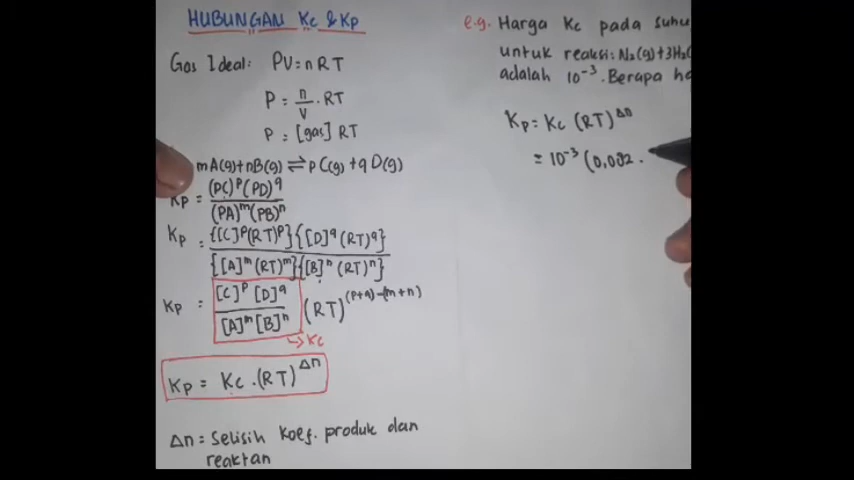 HUBUNGAN Kc & Kp
Gas Ideal: PV = n RT
P = n/V . RT
P = [gas] RT
mA(g) + nB(g) ⇌ pC(g) + qD(g)
Kp = (PC)^p (PD)^q / (PA)^m (PB)^n
Kp = {[C]^p (RT)^p} {[D]^q (RT)^q} / {[A]^m (RT)^m} {[B]^n (RT)^n}
Kp = [C]^p [D]^q / [A]^m [B]^n (RT)^(p+q)-(m+n)
→ Kc
Kp = Kc . (RT)^Δn
Δn = Selisih koef. produk dan
reaktan
e.g. Harga Kc pada suhu
untuk reaksi: N₂(g) + 3H₂(
adalah 10⁻³. Berapa ha
Kp = Kc (RT)^Δn
= 10⁻³ (0,082 .